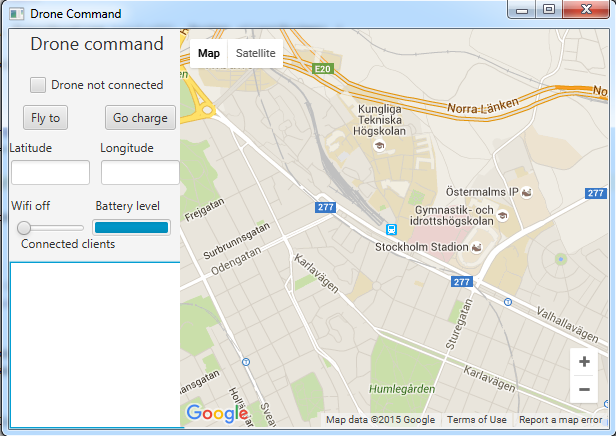 Drone Command
Drone command
Drone not connected
Fly to
Go charge
Latitude
Longitude
Wifi off
Battery level
Connected clients
Map
Satellite
E20
Norra Länken
Kungliga
Tekniska
Högskolan
277
Östermalms IP
Gymnastik- och
idrottshögskolan
277
Frejgatan
Surbrunnsgatan
Odengatan
Stockholm Stadion
Karlavägen
277
Valhallavägen
Sturegatan
Karlavägen
Humlegården
Google
Map data ©2015 Google
Terms of Use
Report a map error